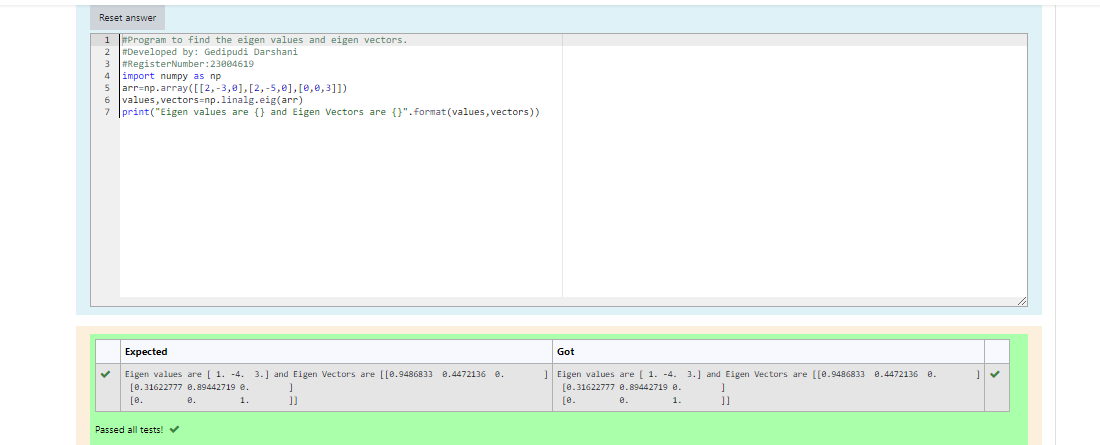 Reset answer
1 #Program to find the eigen values and eigen vectors.
2 #Developed by: Gedipudi Darshani
3 #RegisterNumber:23004619
4 import numpy as np
5 arr=np.array([[2,-3,0],[2,-5,0],[0,0,3]])
6 values,vectors=np.linalg.eig(arr)
7 print("Eigen values are {} and Eigen Vectors are {}".format(values,vectors))
Expected Got
Eigen values are [ 1. -4.  3.] and Eigen Vectors are [[0.9486833  0.4472136  0.        ] Eigen values are [ 1. -4.  3.] and Eigen Vectors are [[0.9486833  0.4472136  0.        ]
[0.31622777 0.89442719 0.        ] [0.31622777 0.89442719 0.        ]
[0.         0.         1.        ]] [0.         0.         1.        ]]
Passed all tests!